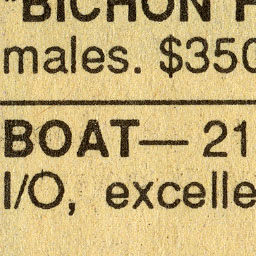 "BICHON F
males. $350
BOAT— 21
I/O, excelle